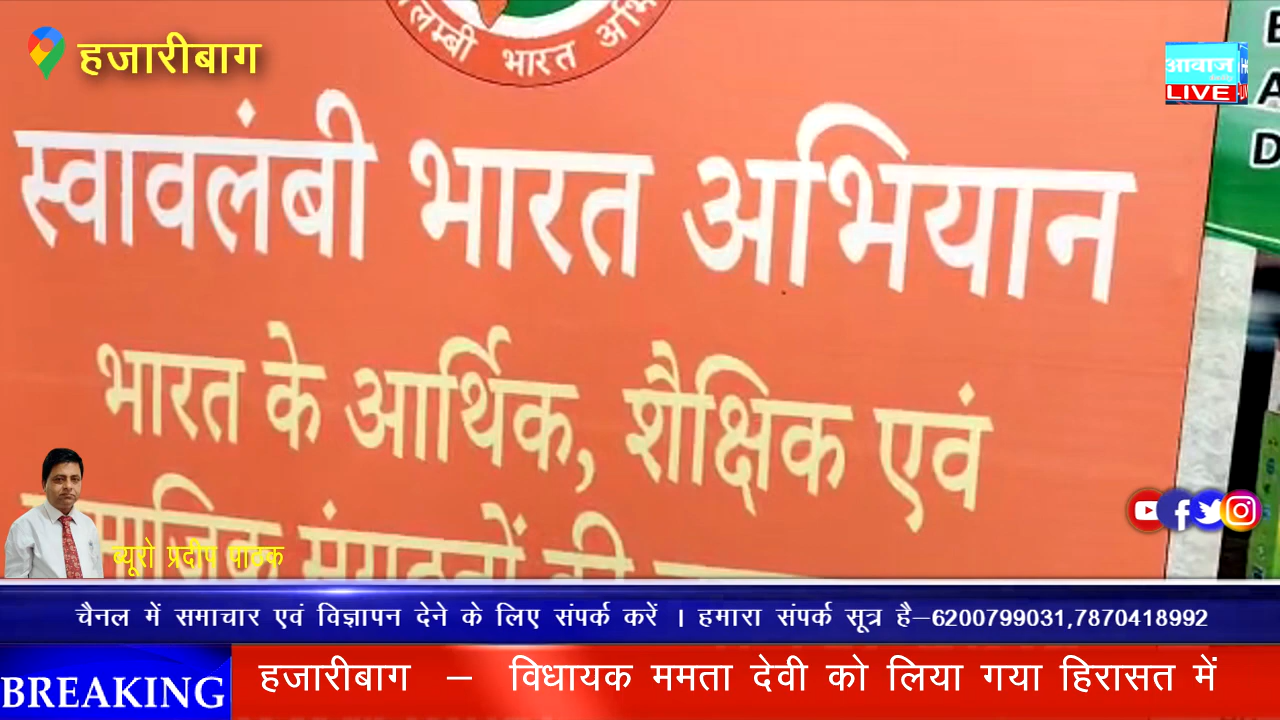 हजारीबाग
भारत
आवाज
LIVE
स्वावलंबी भारत अभियान
भारत के आर्थिक, शैक्षिक एवं
ब्यूरो प्रदीप पाठक
चैनल में समाचार एवं विज्ञापन देने के लिए संपर्क करें । हमारा संपर्क सूत्र है–6200799031,7870418992
BREAKING
हजारीबाग – विधायक ममता देवी को लिया गया हिरासत में